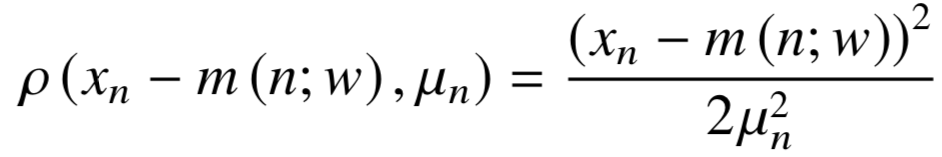 ρ (xₙ − m (n; w) , μₙ) = (xₙ − m (n; w))² / 2μₙ²